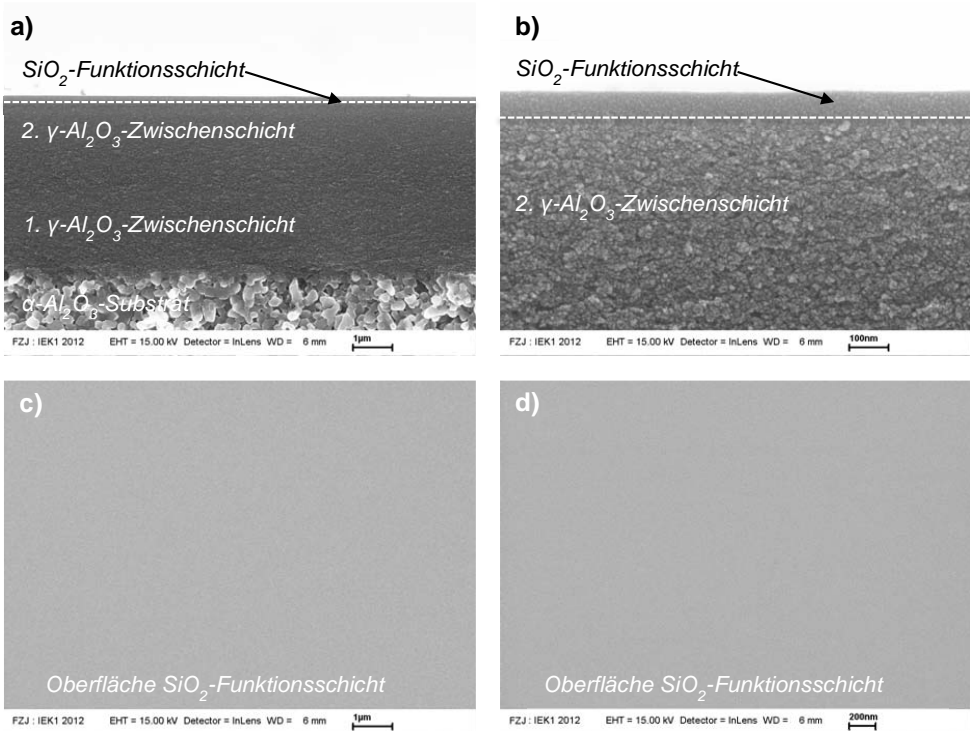 a)
SiO₂-Funktionsschicht
2. γ-Al₂O₃-Zwischenschicht
1. γ-Al₂O₃-Zwischenschicht
α-Al₂O₃-Substrat
FZJ : IEK1 2012 EHT = 15.00 kV Detector = InLens WD = 6 mm 1µm
b)
SiO₂-Funktionsschicht
2. γ-Al₂O₃-Zwischenschicht
FZJ : IEK1 2012 EHT = 15.00 kV Detector = InLens WD = 6 mm 100nm
c)
Oberfläche SiO₂-Funktionsschicht
FZJ : IEK1 2012 EHT = 15.00 kV Detector = InLens WD = 6 mm 1µm
d)
Oberfläche SiO₂-Funktionsschicht
FZJ : IEK1 2012 EHT = 15.00 kV Detector = InLens WD = 6 mm 200nm